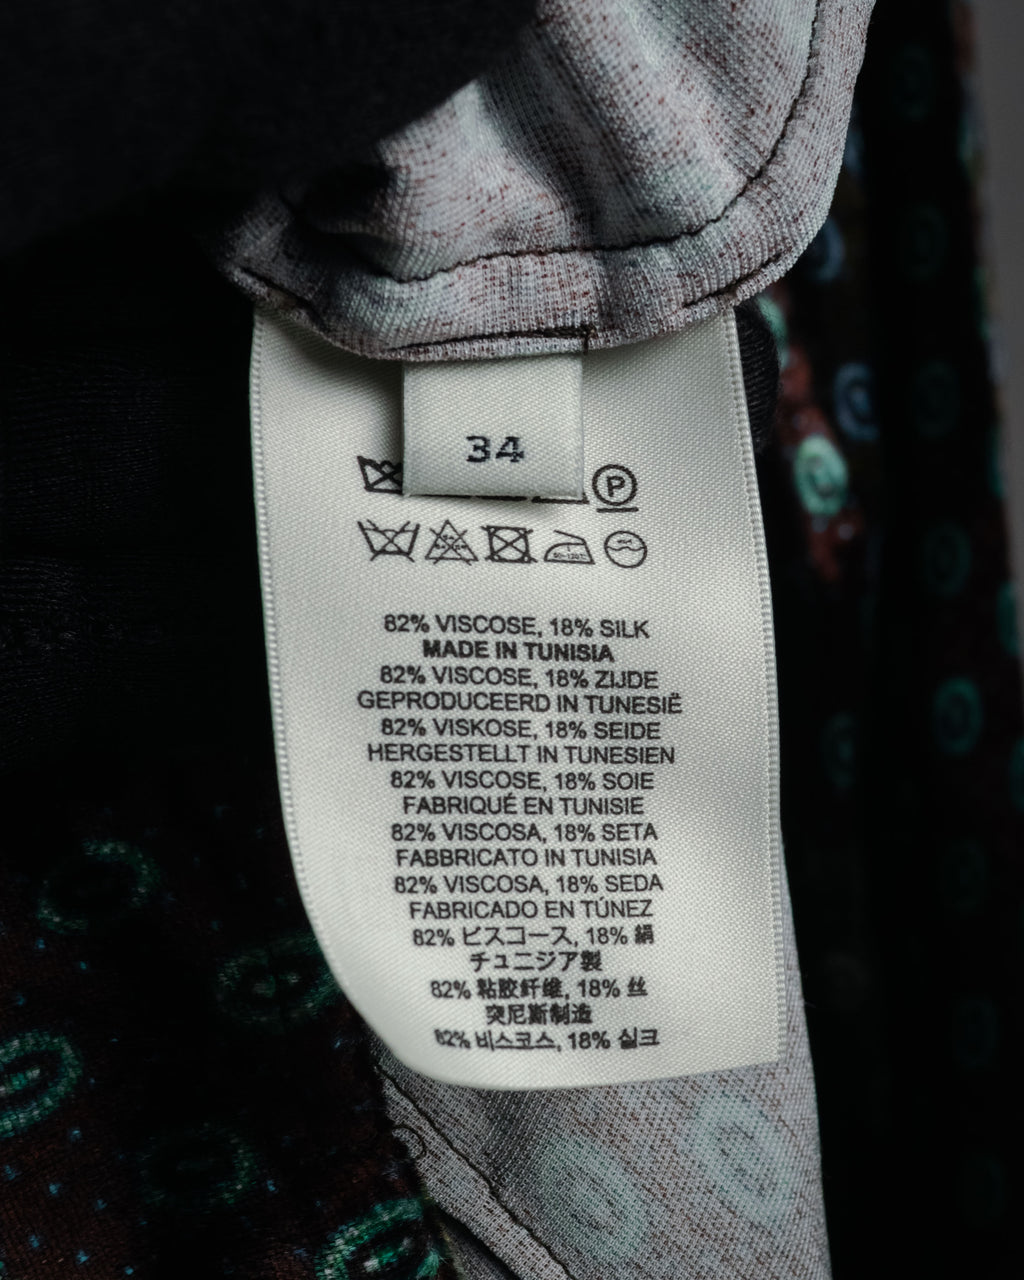 34
P
82% VISCOSE, 18% SILK
MADE IN TUNISIA
82% VISCOSE, 18% ZIJDE
GEPRODUCEERD IN TUNESIË
82% VISKOSE, 18% SEIDE
HERGESTELLT IN TUNESIEN
82% VISCOSE, 18% SOIE
FABRIQUÉ EN TUNISIE
82% VISCOSA, 18% SETA
FABBRICATO IN TUNISIA
82% VISCOSA, 18% SEDA
FABRICADO EN TÚNEZ
82% ビスコース, 18% 絹
チュニジア製
82% 粘胶纤维, 18% 丝
突尼斯制造
82% 비스코스, 18% 실크